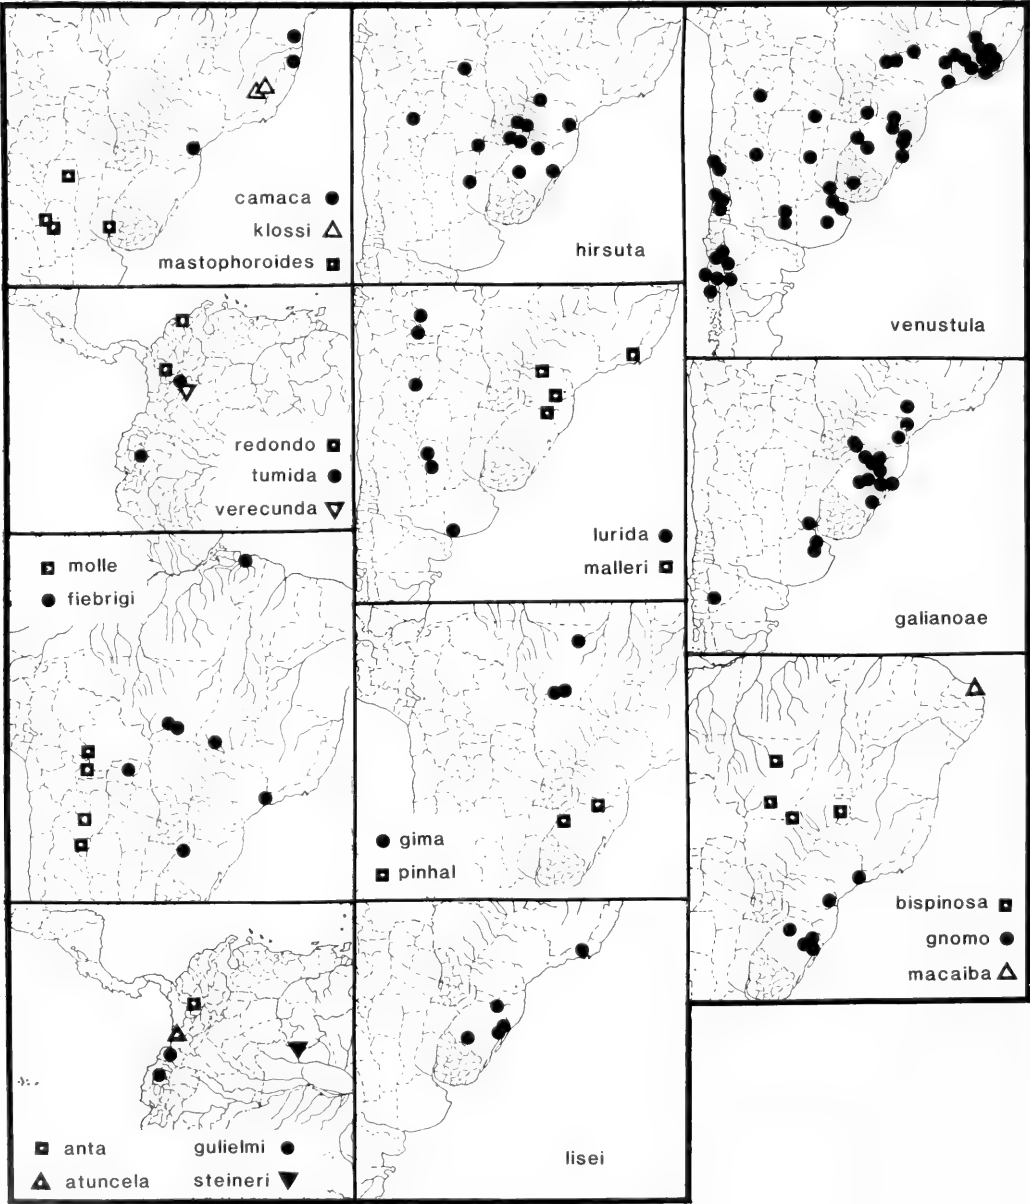 camaca
klossi
mastophoroides
hirsuta
venustula
redondo
tumida
verecunda
lurida
malleri
galianoae
molle
fiebrigi
gima
pinhal
bispinosa
gnomo
macaiba
anta gulielmi
atuncela steineri
lisei